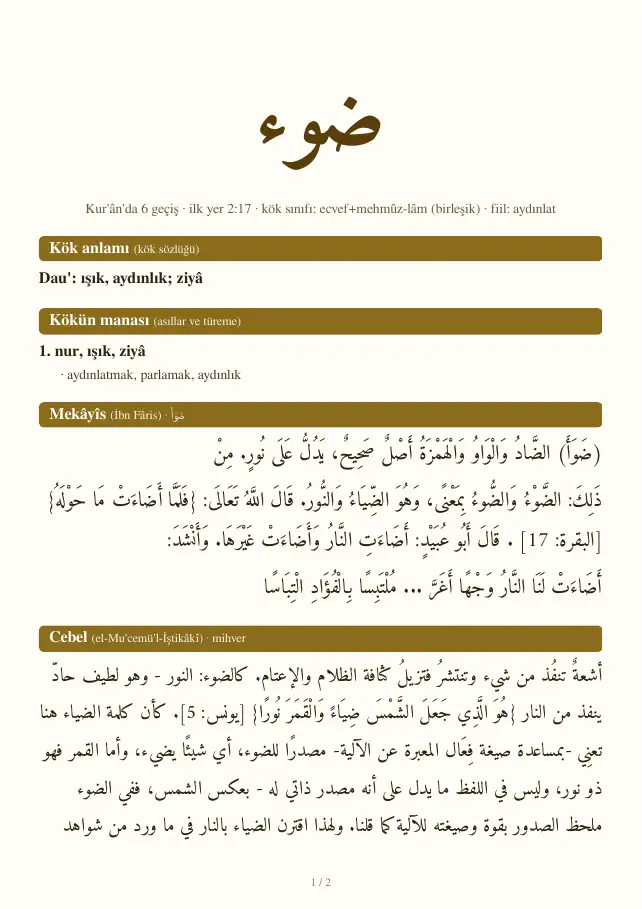 ضوء
Kur'ân'da 6 geçiş · ilk yer 2:17 · kök sınıfı: ecvef+mehmûz-lâm (birleşik) · fiil: aydınlat
Kök anlamı (kök sözlüğü)
Dau': ışık, aydınlık; ziyâ
Kökün manası (asıllar ve türeme)
1. nur, ışık, ziyâ
· aydınlatmak, parlamak, aydınlık
Mekâyîs (İbn Fâris) · ضَوَأَ
(ضَوَأَ) الضَّادُ وَالْوَاوُ وَالْهَمْزَةُ أَصْلٌ صَحِيحٌ، يَدُلُّ عَلَى نُورٍ. مِنْ
ذَلِكَ: الضَّوْءُ وَالضُّوءُ بِمَعْنًى، وَهُوَ الضِّيَاءُ وَالنُّورُ. قَالَ اللَّهُ تَعَالَى: {فَلَمَّا أَضَاءَتْ مَا حَوْلَهُ}
[البقرة: 17] . قَالَ أَبُو عُبَيْدٍ: أَضَاءَتِ النَّارُ وَأَضَاءَتْ غَيْرَهَا. وَأَنْشَدَ:
أَضَاءَتْ لَنَا النَّارُ وَجْهًا أَغَرَّ ... مُلْتَبِسًا بِالْفُؤَادِ الْتِبَاسًا
Cebel (el-Mu'cemü'l-İştikâkî) · mihver
أشعةٌ تنفُذ من شيء وتنتشرُ فتزيلُ كثافة الظلام والإعتام. كالضوء: النور - وهو لطيف حادّ
ينفذ من النار {هُوَ الَّذِي جَعَلَ الشَّمْسَ ضِيَاءً وَالْقَمَرَ نُورًا} [يونس: 5]. كأن كلمة الضياء هنا
تعنِي -بمساعدة صيغة فِعَال المعبرة عن الآلية- مصدرًا للضوء، أي شيئًا يضيء، وأما القمر فهو
ذو نور، وليس في اللفظ ما يدل على أنه مصدر ذاتي له - بعكس الشمس، ففي الضوء
ملحظ الصدور بقوة وصيغته للآلية كما قلنا. ولهذا اقترن الضياء بالنار في ما ورد من شواهد
1 / 2